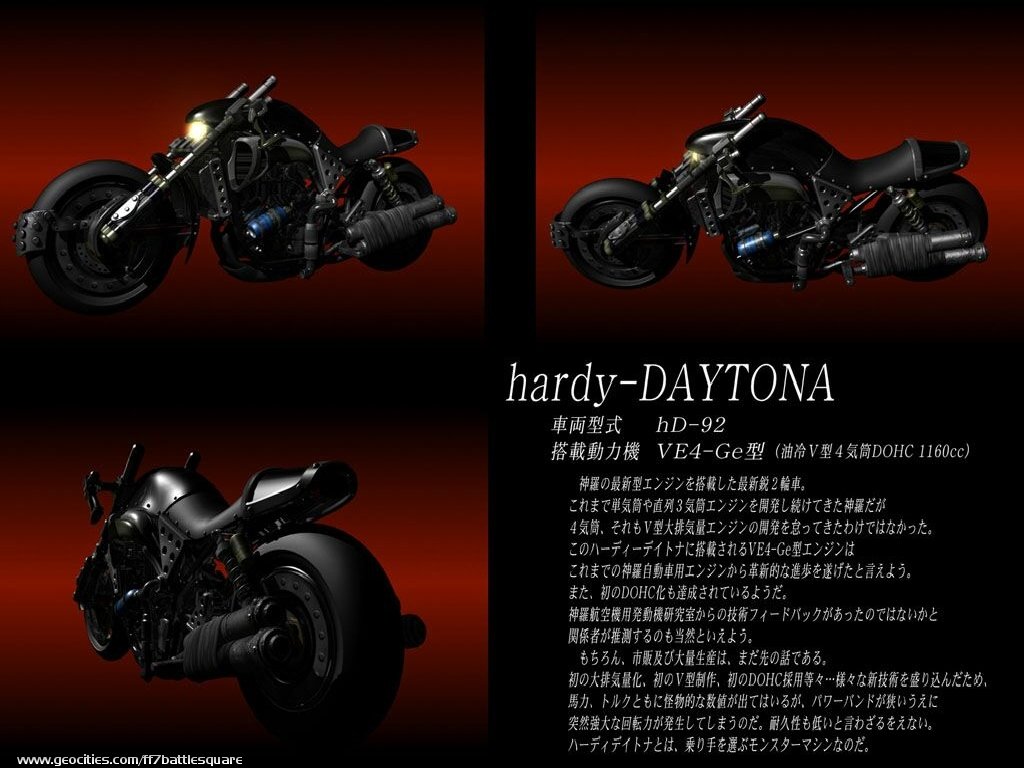 hardy-DAYTONA
車両型式 hD-92
搭載動力機 VE4-Ge型 (油冷V型4気筒DOHC 1160cc)
神羅の最新型エンジンを搭載した最新鋭2輪車。
これまで単気筒や直列3気筒エンジンを開発し続けてきた神羅だが
4気筒、それもV型大排気量エンジンの開発を怠ってきたわけではなかった。
このハーディーデイトナに搭載されるVE4-Ge型エンジンは
これまでの神羅自動車用エンジンから革新的な進歩を遂げたと言えよう。
また、初のDOHC化も達成されているようだ。
神羅航空機用発動機研究室からの技術フィードバックがあったのではないかと
関係者が推測するのも当然といえよう。
もちろん、市販及び大量生産は、まだ先の話である。
初の大排気量化、初のV型制作、初のDOHC採用等々…様々な新技術を盛り込んだため、
馬力、トルクともに怪物的な数値が出てはいるが、パワーバンドが狭いうえに
突然強大な回転力が発生してしまうのだ。耐久性も低いと言わざるをえない。
ハーディデイトナとは、乗り手を選ぶモンスターマシンなのだ。
www.geocities.com/ff7battlesquare